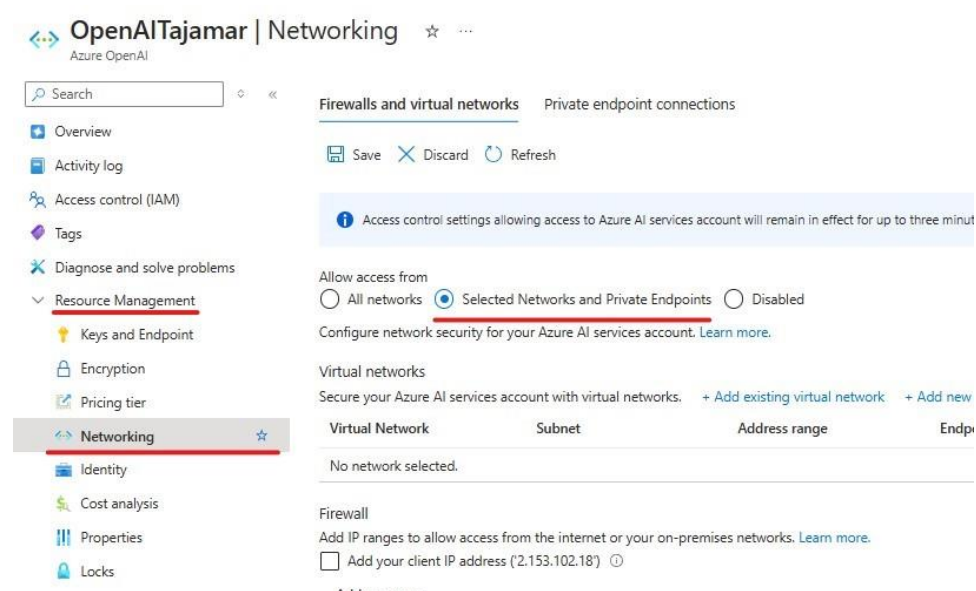 OpenAITajamar | Networking
Azure OpenAI
Search
Overview
Activity log
Access control (IAM)
Tags
Diagnose and solve problems
Resource Management
Keys and Endpoint
Encryption
Pricing tier
Networking
Identity
Cost analysis
Properties
Locks
Firewalls and virtual networks Private endpoint connections
Save Discard Refresh
Access control settings allowing access to Azure AI services account will remain in effect for up to three minut
Allow access from
All networks Selected Networks and Private Endpoints Disabled
Configure network security for your Azure AI services account. Learn more.
Virtual networks
Secure your Azure AI services account with virtual networks. + Add existing virtual network + Add new
Virtual Network Subnet Address range Endpo
No network selected.
Firewall
Add IP ranges to allow access from the internet or your on-premises networks. Learn more.
Add your client IP address ('2.153.102.18')